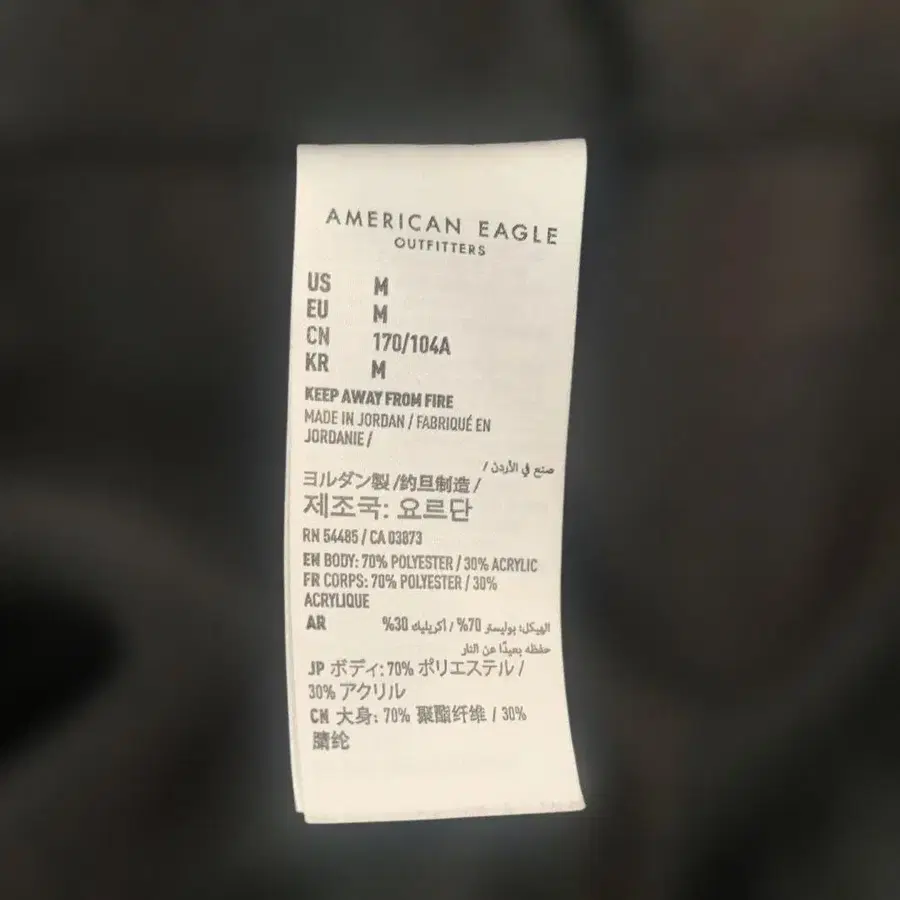 AMERICAN EAGLE
OUTFITTERS
US M
EU M
CN 170/104A
KR M
KEEP AWAY FROM FIRE
MADE IN JORDAN / FABRIQUÉ EN
JORDANIE /
صنع في الأردن /
ヨルダン製 /约旦制造 /
제조국: 요르단
RN 54485 / CA 03873
EN BODY: 70% POLYESTER / 30% ACRYLIC
FR CORPS: 70% POLYESTER / 30%
ACRYLIQUE
AR الهيكل: بوليستر 70% / أكريليك 30%
حفظه بعيدًا عن النار
JP ボディ: 70% ポリエステル /
30% アクリル
CN 大身: 70% 聚酯纤维 / 30%
腈纶